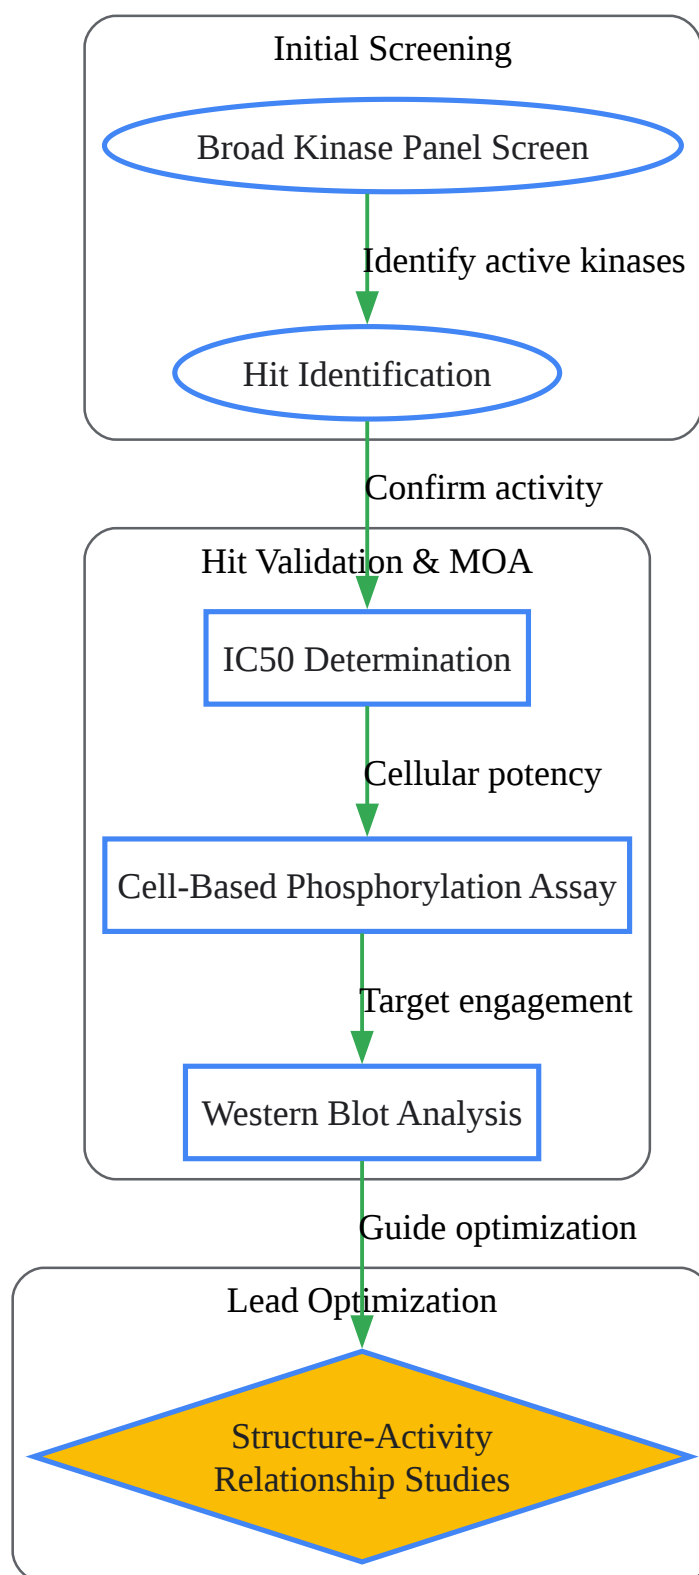 Initial Screening
Broad Kinase Panel Screen
Identify active kinases
Hit Identification
Confirm activity
Hit Validation & MOA
IC50 Determination
Cellular potency
Cell-Based Phosphorylation Assay
Target engagement
Western Blot Analysis
Guide optimization
Lead Optimization
Structure-Activity
Relationship Studies